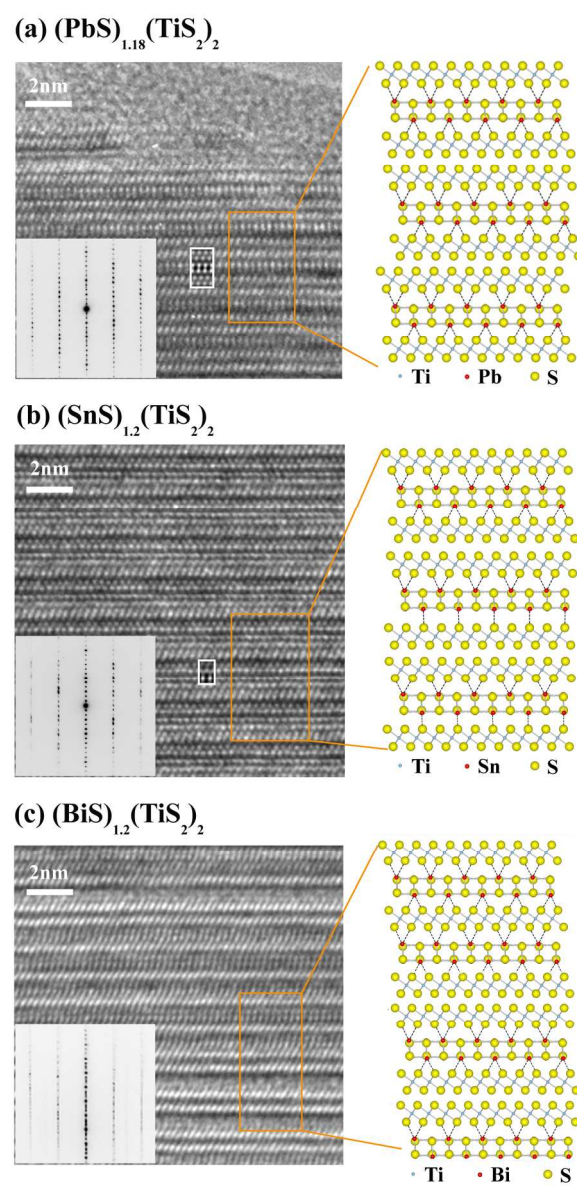 (a) (PbS)₁.₁₈(TiS₂)₂
2nm
Ti Pb S
(b) (SnS)₁.₂(TiS₂)₂
2nm
Ti Sn S
(c) (BiS)₁.₂(TiS₂)₂
2nm
Ti Bi S